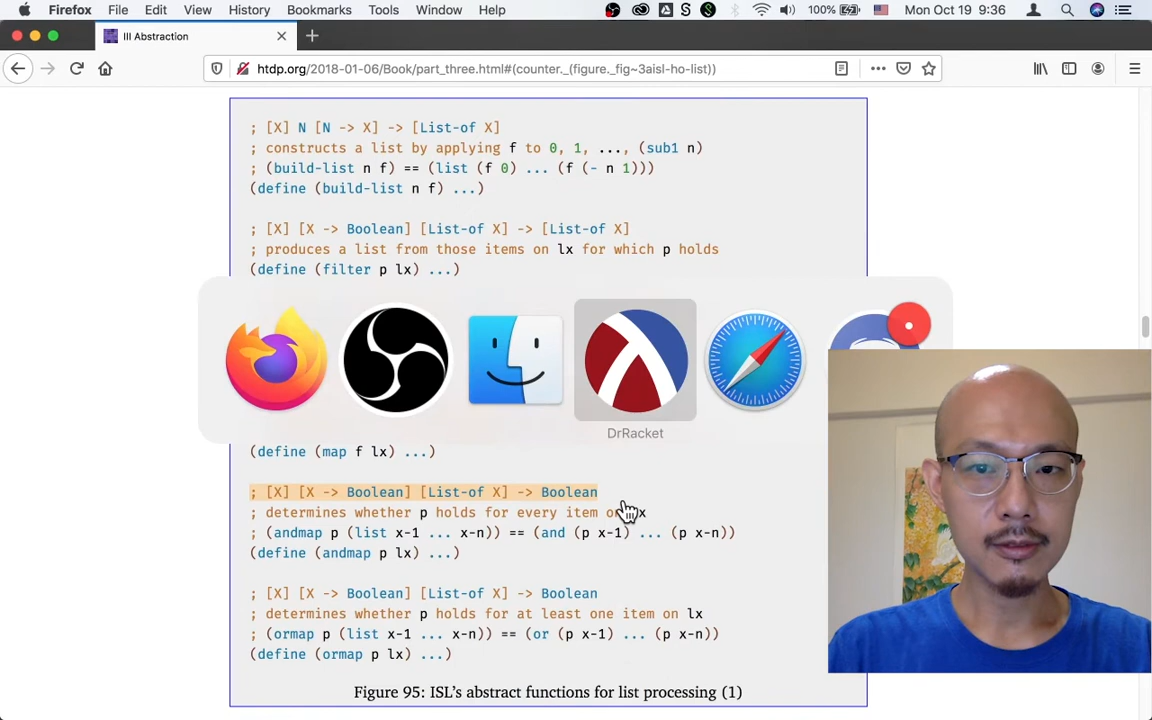 Firefox File Edit View History Bookmarks Tools Window Help 100% Mon Oct 19 9:36
III Abstraction
htdp.org/2018-01-06/Book/part_three.html#(counter._(figure._fig~3aisl-ho-list))
; [X] N [N -> X] -> [List-of X]
; constructs a list by applying f to 0, 1, ..., (sub1 n)
; (build-list n f) == (list (f 0) ... (f (- n 1)))
(define (build-list n f) ...)
; [X] [X -> Boolean] [List-of X] -> [List-of X]
; produces a list from those items on lx for which p holds
(define (filter p lx) ...)
DrRacket
(define (map f lx) ...)
; [X] [X -> Boolean] [List-of X] -> Boolean
; determines whether p holds for every item on lx
; (andmap p (list x-1 ... x-n)) == (and (p x-1) ... (p x-n))
(define (andmap p lx) ...)
; [X] [X -> Boolean] [List-of X] -> Boolean
; determines whether p holds for at least one item on lx
; (ormap p (list x-1 ... x-n)) == (or (p x-1) ... (p x-n))
(define (ormap p lx) ...)
Figure 95: ISL's abstract functions for list processing (1)